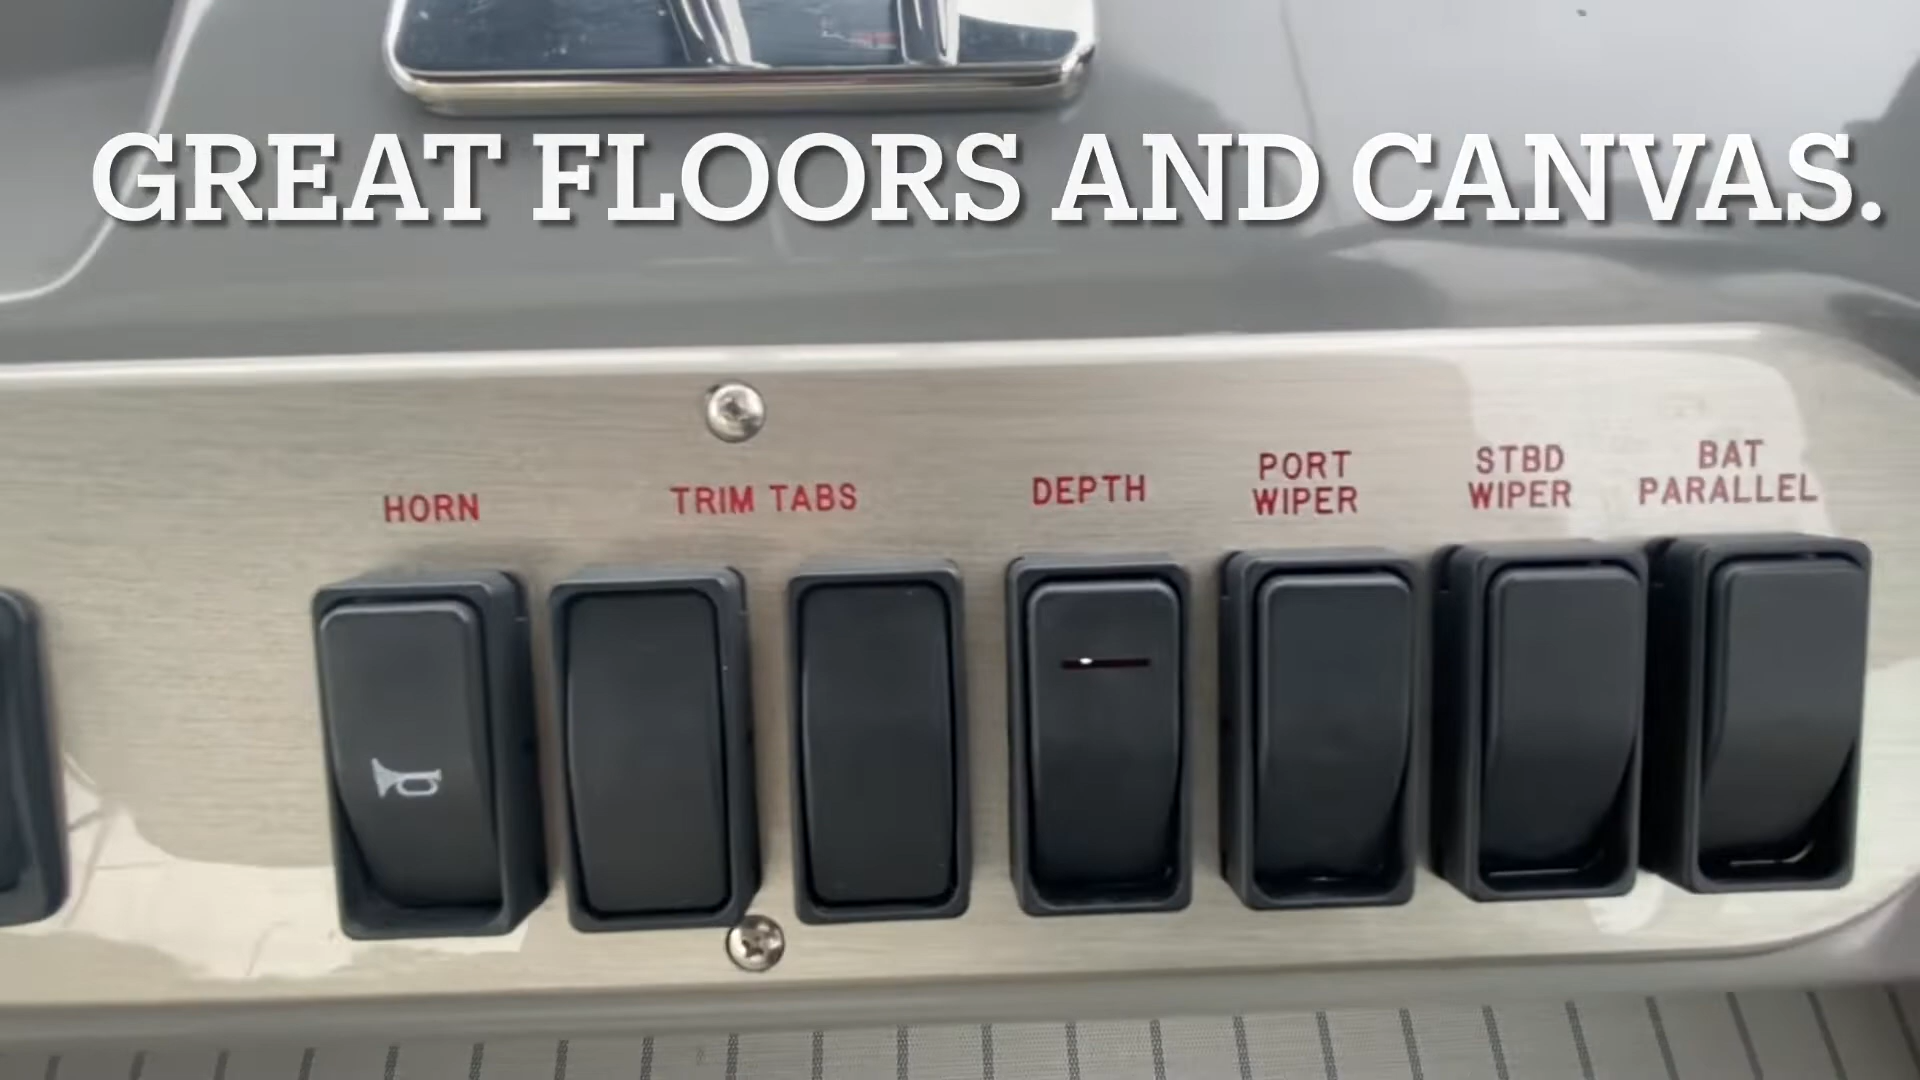 GREAT FLOORS AND CANVAS.
HORN
TRIM TABS
DEPTH
PORT
WIPER
STBD
WIPER
BAT
PARALLEL